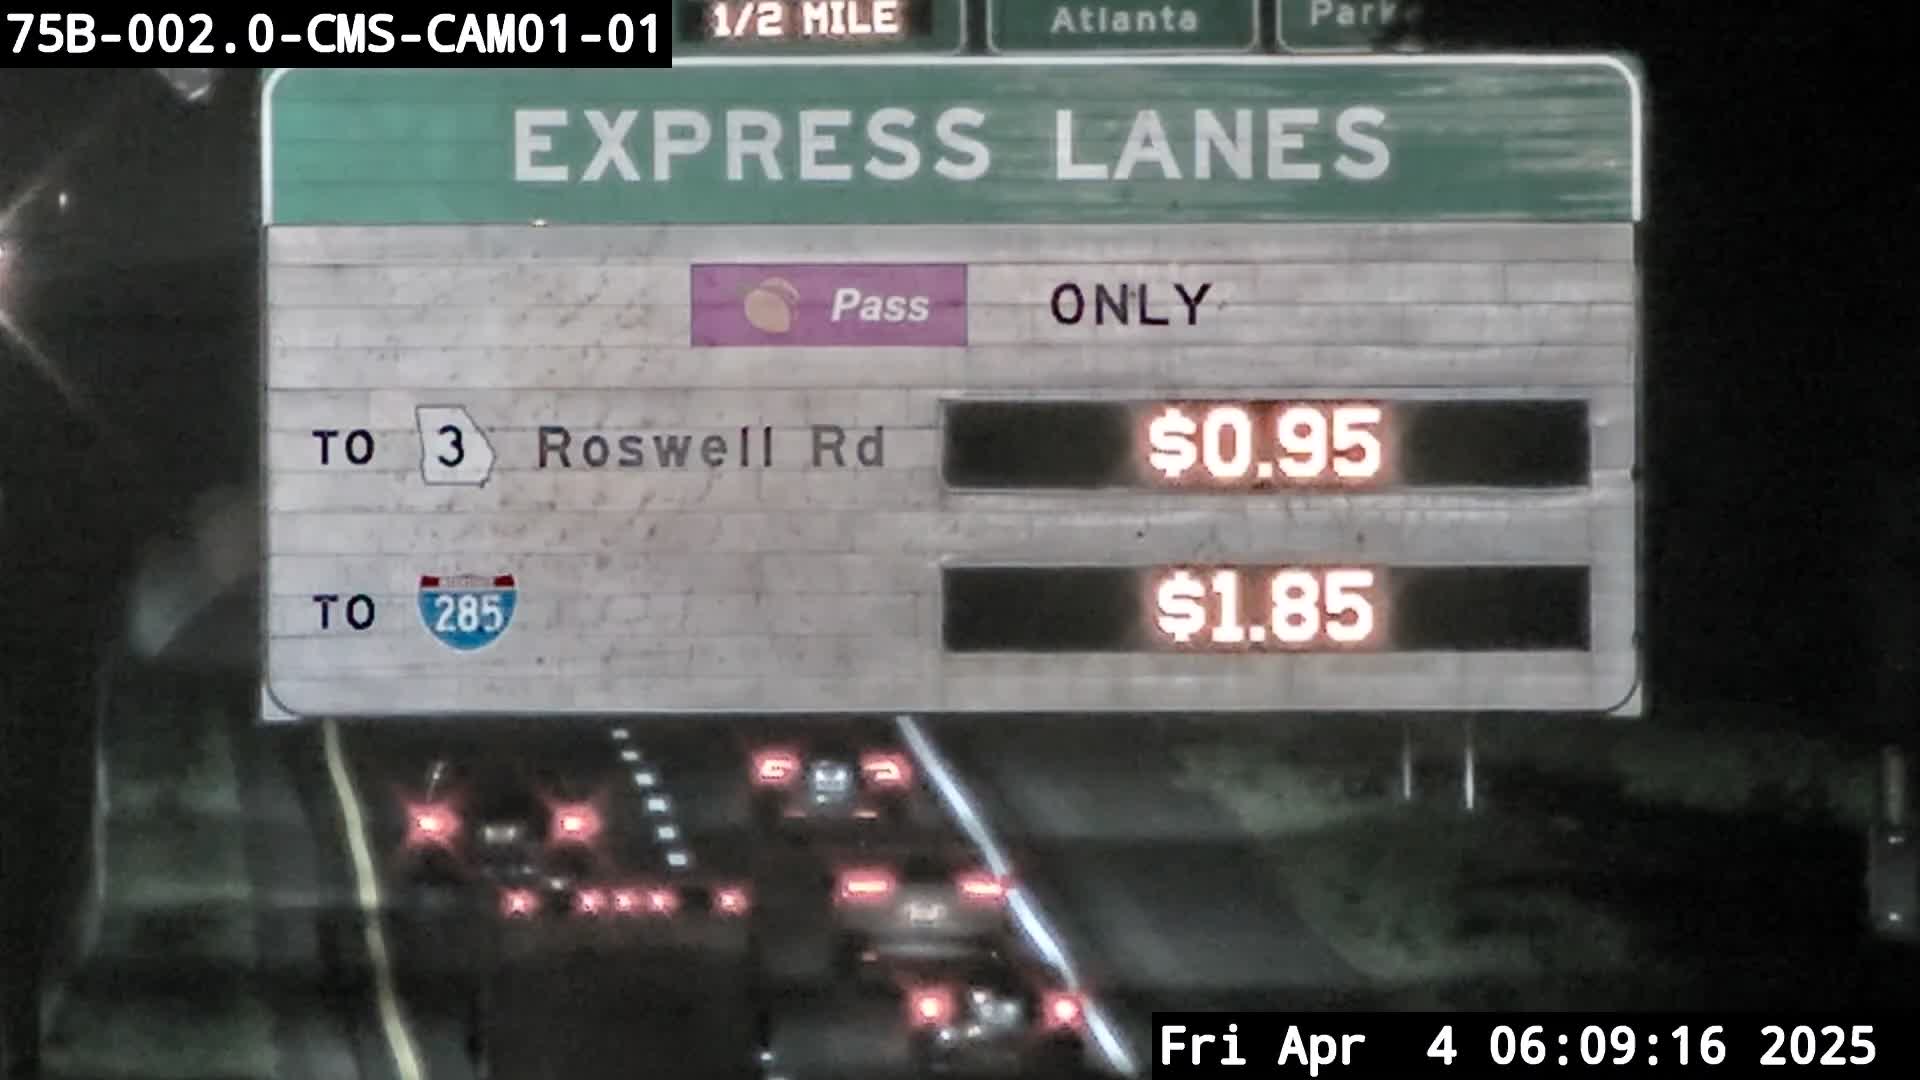 75B-002.0-CMS-CAM01-01
1/2 MILE
Atlanta
Park
EXPRESS LANES
Pass ONLY
TO 3 Roswell Rd $0.95
TO 285 $1.85
Fri Apr 4 06:09:16 2025